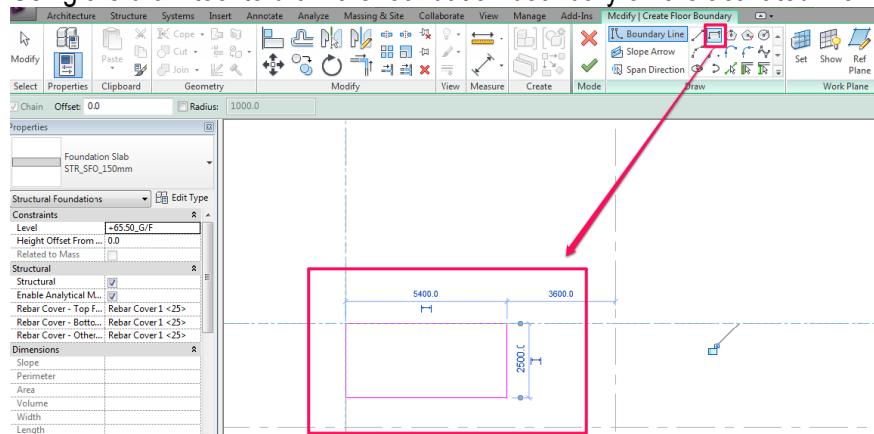 Architecture Structure Systems Insert Annotate Analyze Massing & Site Collaborate View Manage Add-Ins Modify | Create Floor Boundary
Modify Paste Cope Cut Join Boundary Line Slope Arrow Span Direction Set Show Ref Plane
Select Properties Clipboard Geometry Modify View Measure Create Mode Draw Work Plane
Chain Offset: 0.0 Radius: 1000.0
Properties
Foundation Slab
STR_SFO_150mm
Structural Foundations Edit Type
Constraints
Level +65.50_G/F
Height Offset From ... 0.0
Related to Mass
Structural
Structural
Enable Analytical M...
Rebar Cover - Top F... Rebar Cover 1 <25>
Rebar Cover - Botto... Rebar Cover 1 <25>
Rebar Cover - Other... Rebar Cover 1 <25>
Dimensions
Slope
Perimeter
Area
Volume
Width
Length
5400.0 3600.0
2500.0